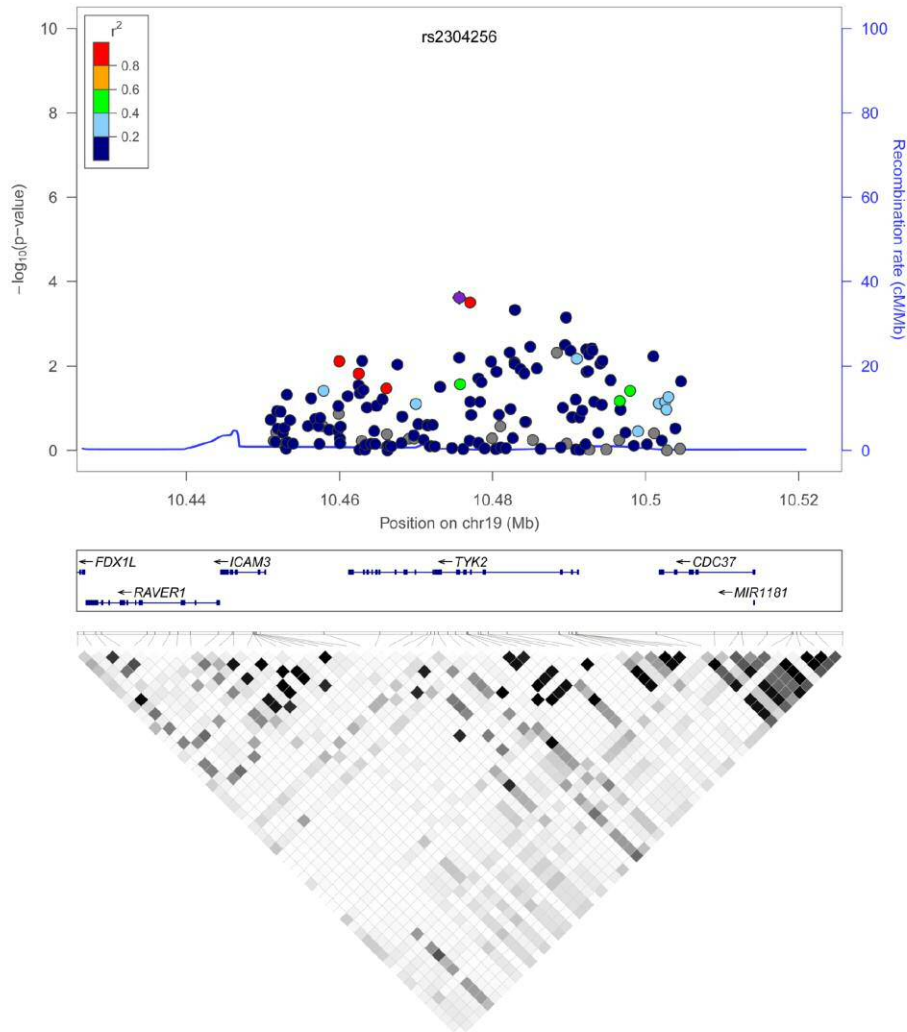 rs2304256
r²
0.8
0.6
0.4
0.2
10
8
6
4
2
0
−log₁₀(p-value)
100
80
60
40
20
0
Recombination rate (cM/Mb)
10.44 10.46 10.48 10.5 10.52
Position on chr19 (Mb)
←FDX1L ←ICAM3 ←TYK2 ←CDC37
←RAVER1 ←MIR1181